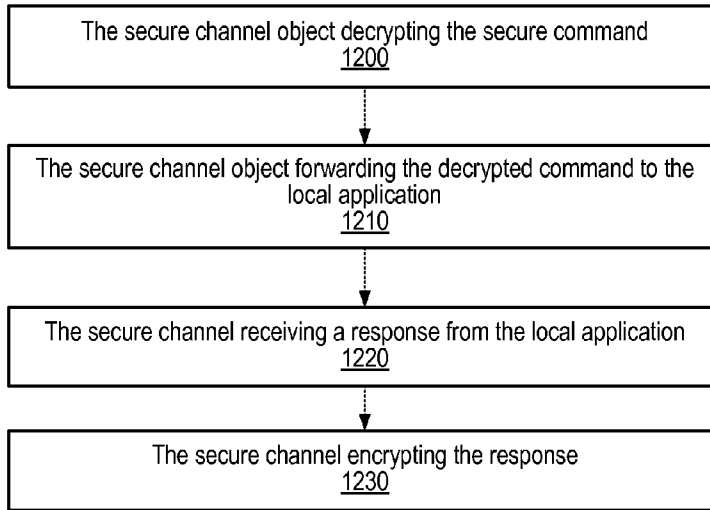 The secure channel object decrypting the secure command
1200
The secure channel object forwarding the decrypted command to the
local application
1210
The secure channel receiving a response from the local application
1220
The secure channel encrypting the response
1230